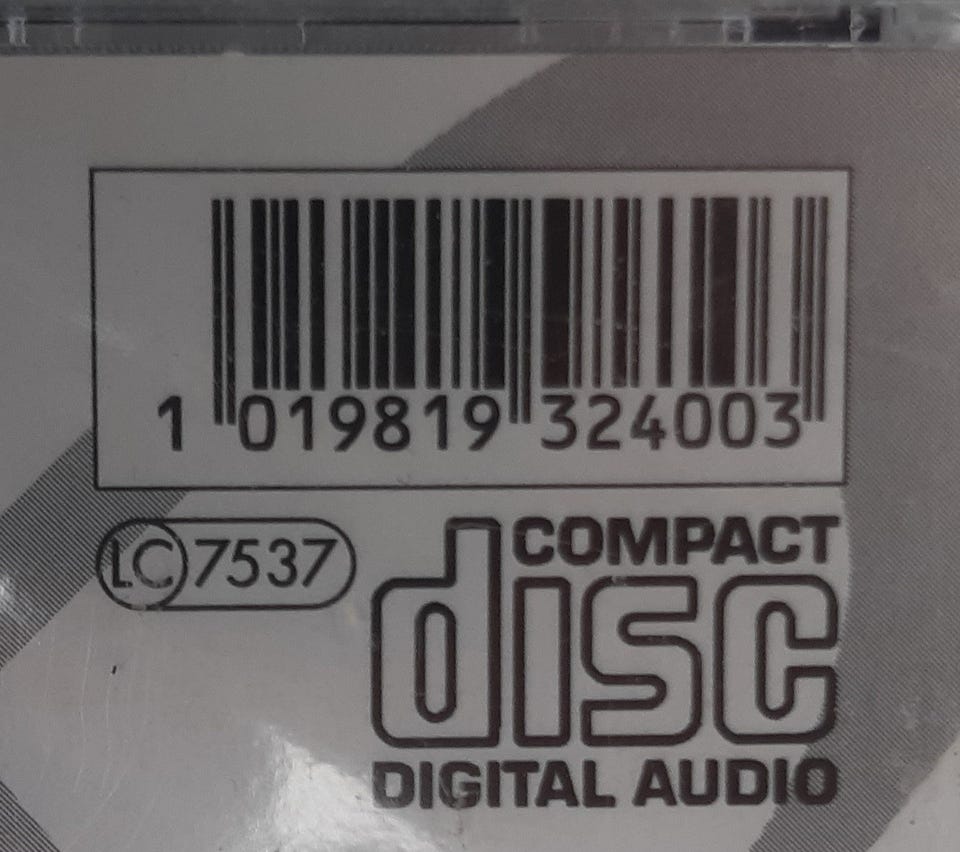 1 019819 324003
LC 7537
COMPACT
disc
DIGITAL AUDIO